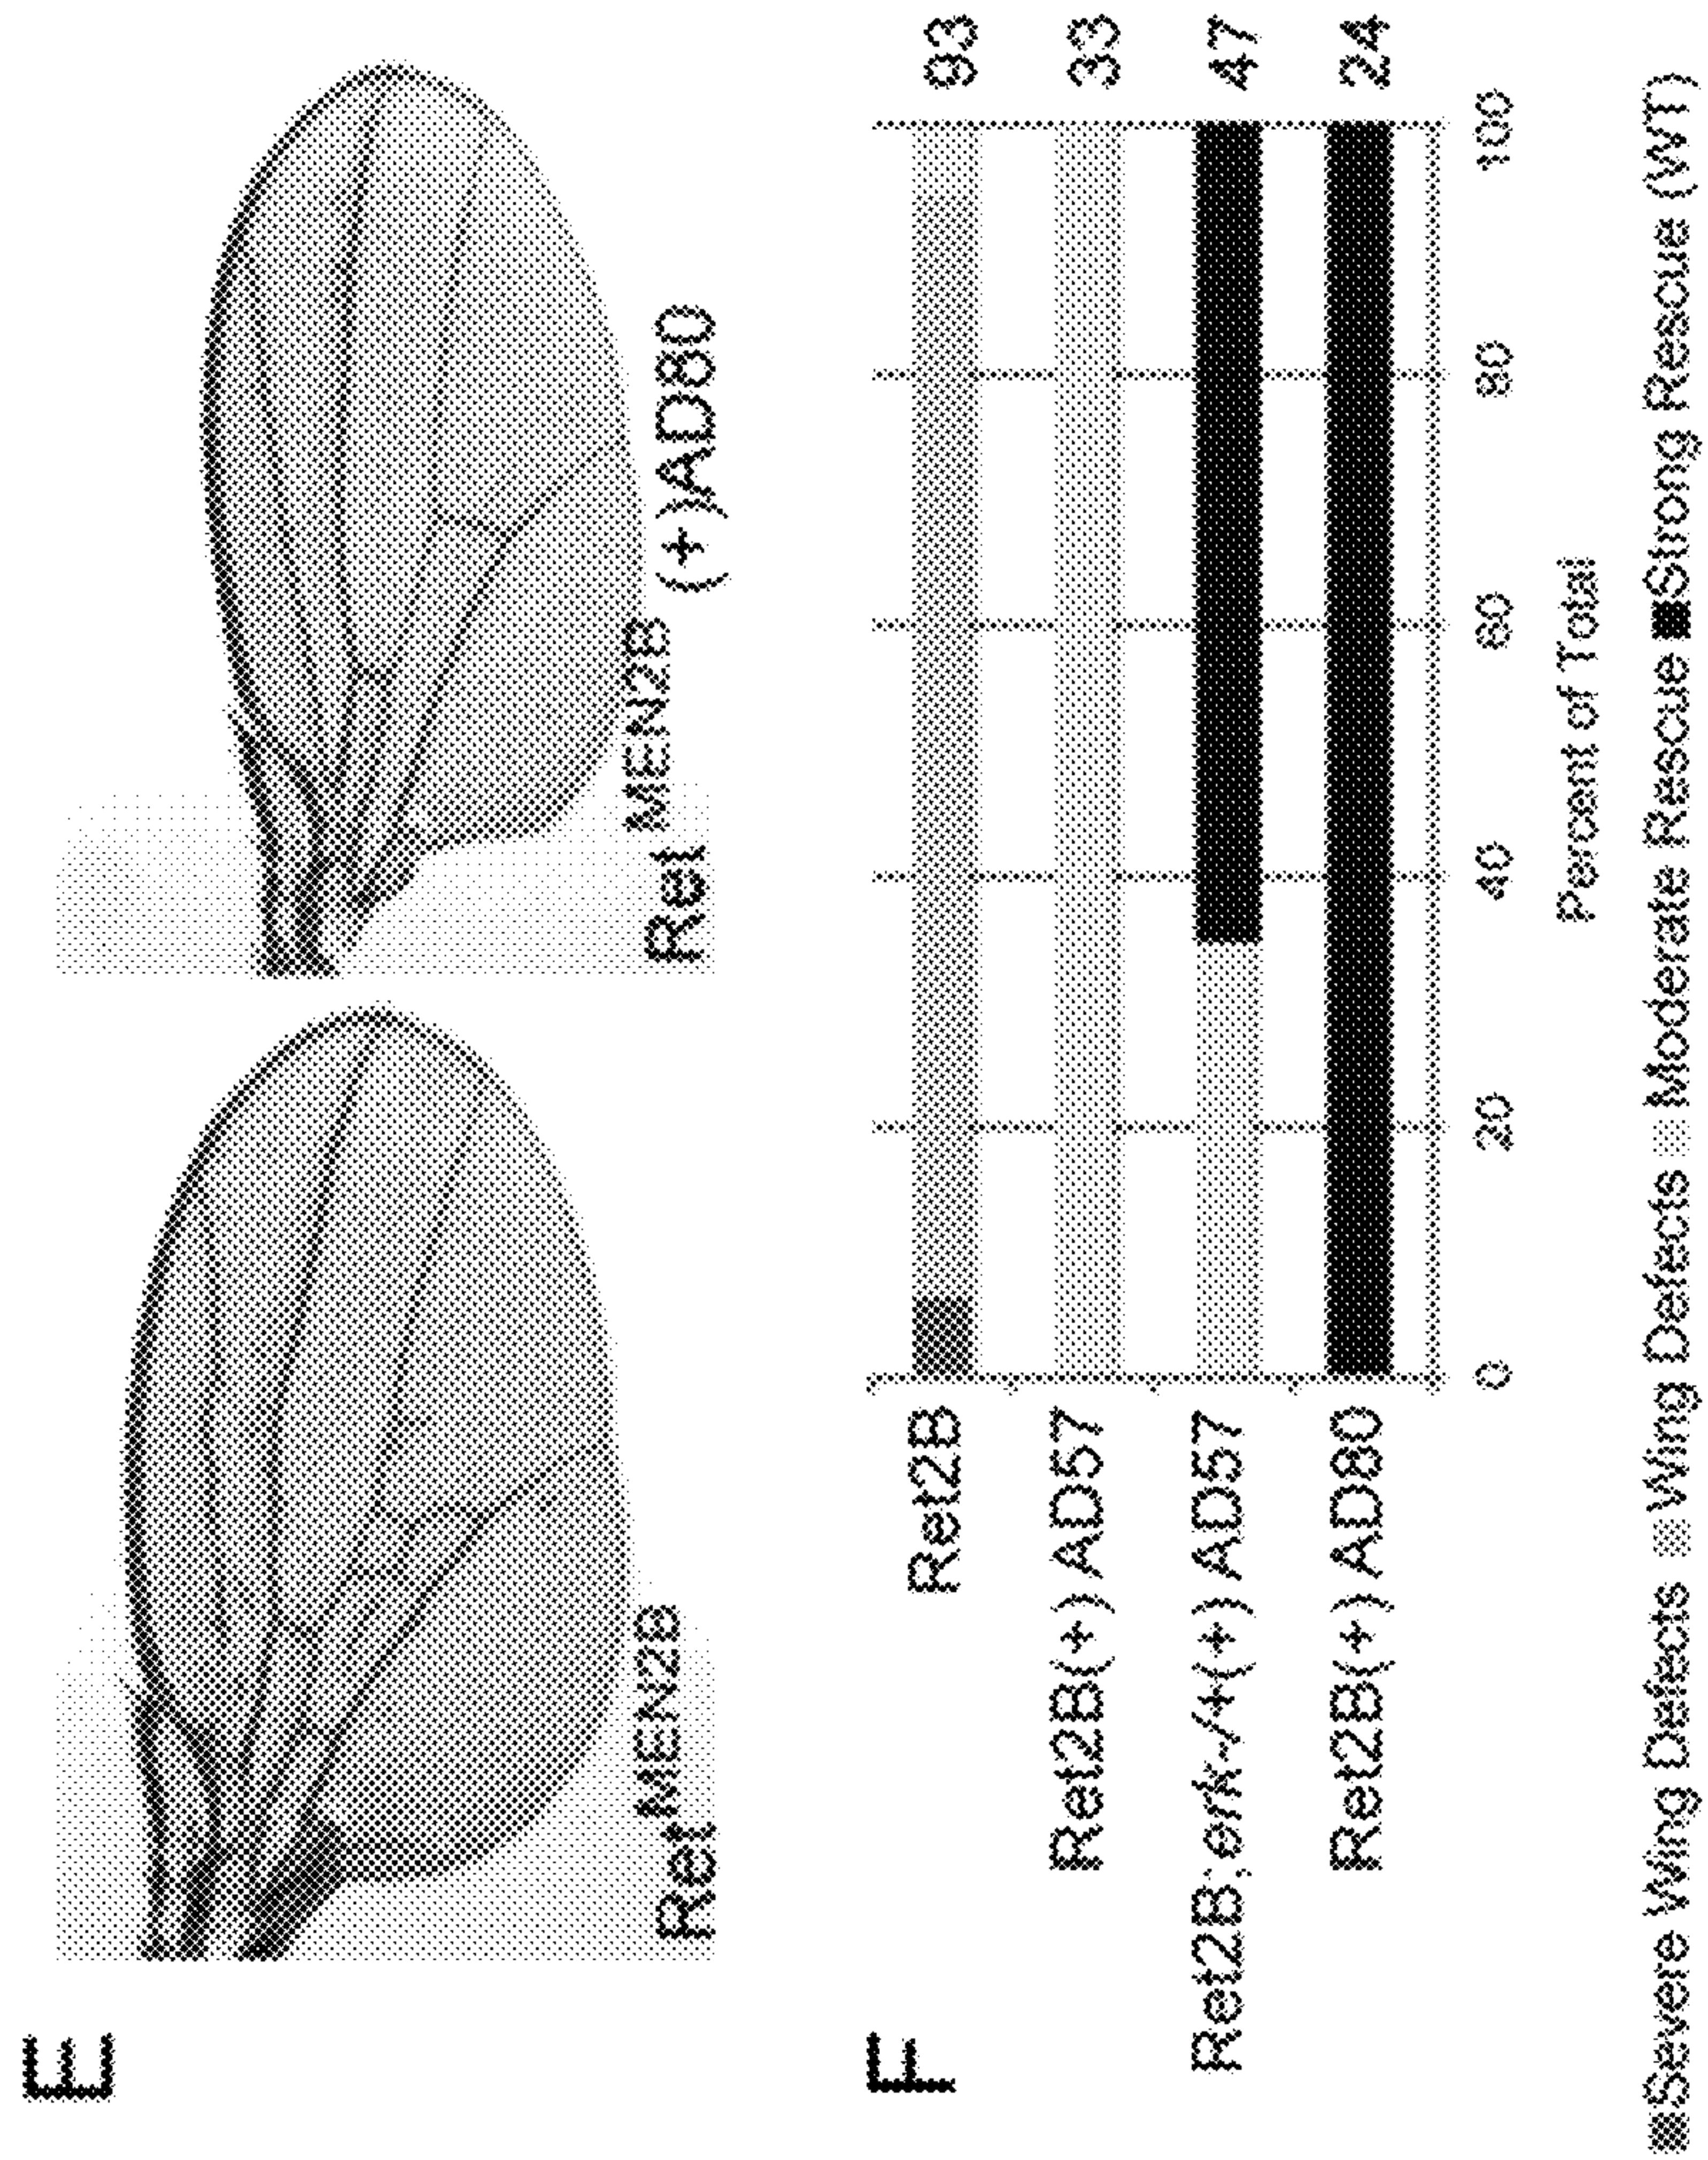 E
Ret MEN2B
Ret MEN2B (+)AD80
F
Ret2B 93
Ret2B(+) AD57 33
Ret2B;erk-/+(+) AD57 47
Ret2B(+) AD80 24
0 20 40 60 80 100
Percent of Total
Severe Wing Defects Wing Defects Moderate Rescue Strong Rescue (WT)